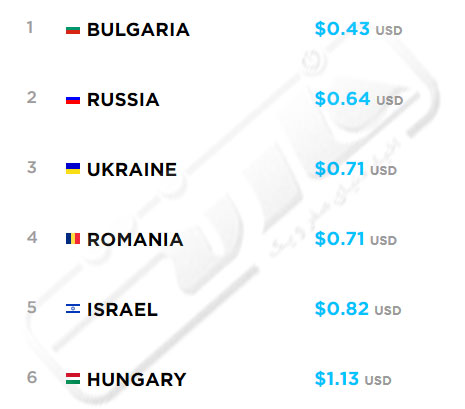 1 BULGARIA $0.43 USD
2 RUSSIA $0.64 USD
3 UKRAINE $0.71 USD
4 ROMANIA $0.71 USD
5 ISRAEL $0.82 USD
6 HUNGARY $1.13 USD